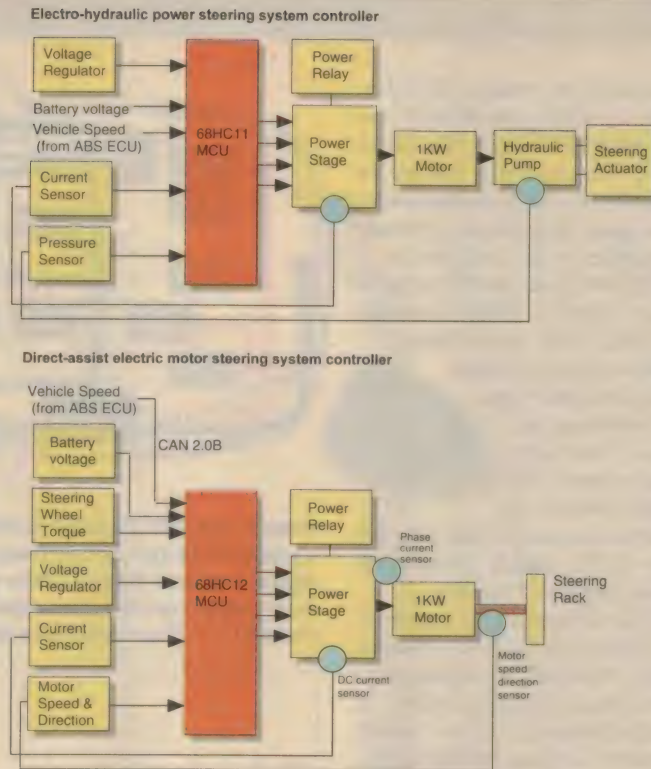 Electro-hydraulic power steering system controller
Voltage
Regulator
Battery voltage
Vehicle Speed
(from ABS ECU)
Current
Sensor
Pressure
Sensor
68HC11
MCU
Power
Relay
Power
Stage
1KW
Motor
Hydraulic
Pump
Steering
Actuator
Direct-assist electric motor steering system controller
Vehicle Speed
(from ABS ECU)
CAN 2.0B
Battery
voltage
Steering
Wheel
Torque
Voltage
Regulator
Current
Sensor
Motor
Speed &
Direction
68HC12
MCU
Power
Relay
Phase
current
sensor
Power
Stage
DC current
sensor
1KW
Motor
Motor
speed
direction
sensor
Steering
Rack